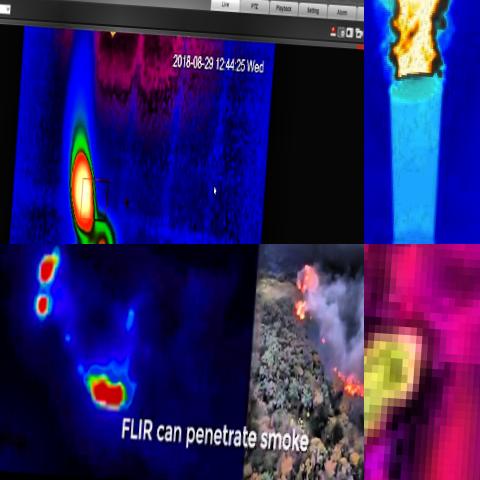 Live PTZ Playback Setting Alarm
2018-08-29 12:44:25 Wed
FLIR can penetrate smoke